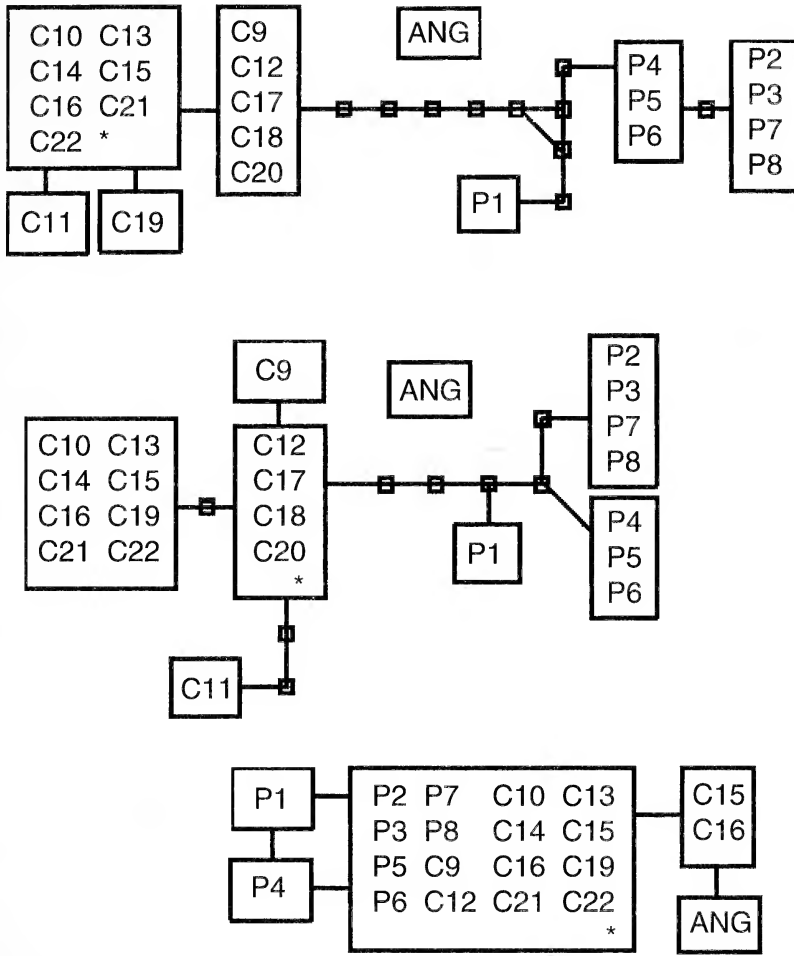 C10 C13
C14 C15
C16 C21
C22 *
C11
C19
C9
C12
C17
C18
C20
ANG
P1
P4
P5
P6
P2
P3
P7
P8
C9
C10 C13
C14 C15
C16 C19
C21 C22
C12
C17
C18
C20
*
C11
ANG
P1
P2
P3
P7
P8
P4
P5
P6
P1
P4
P2 P7 C10 C13
P3 P8 C14 C15
P5 C9 C16 C19
P6 C12 C21 C22
*
C15
C16
ANG